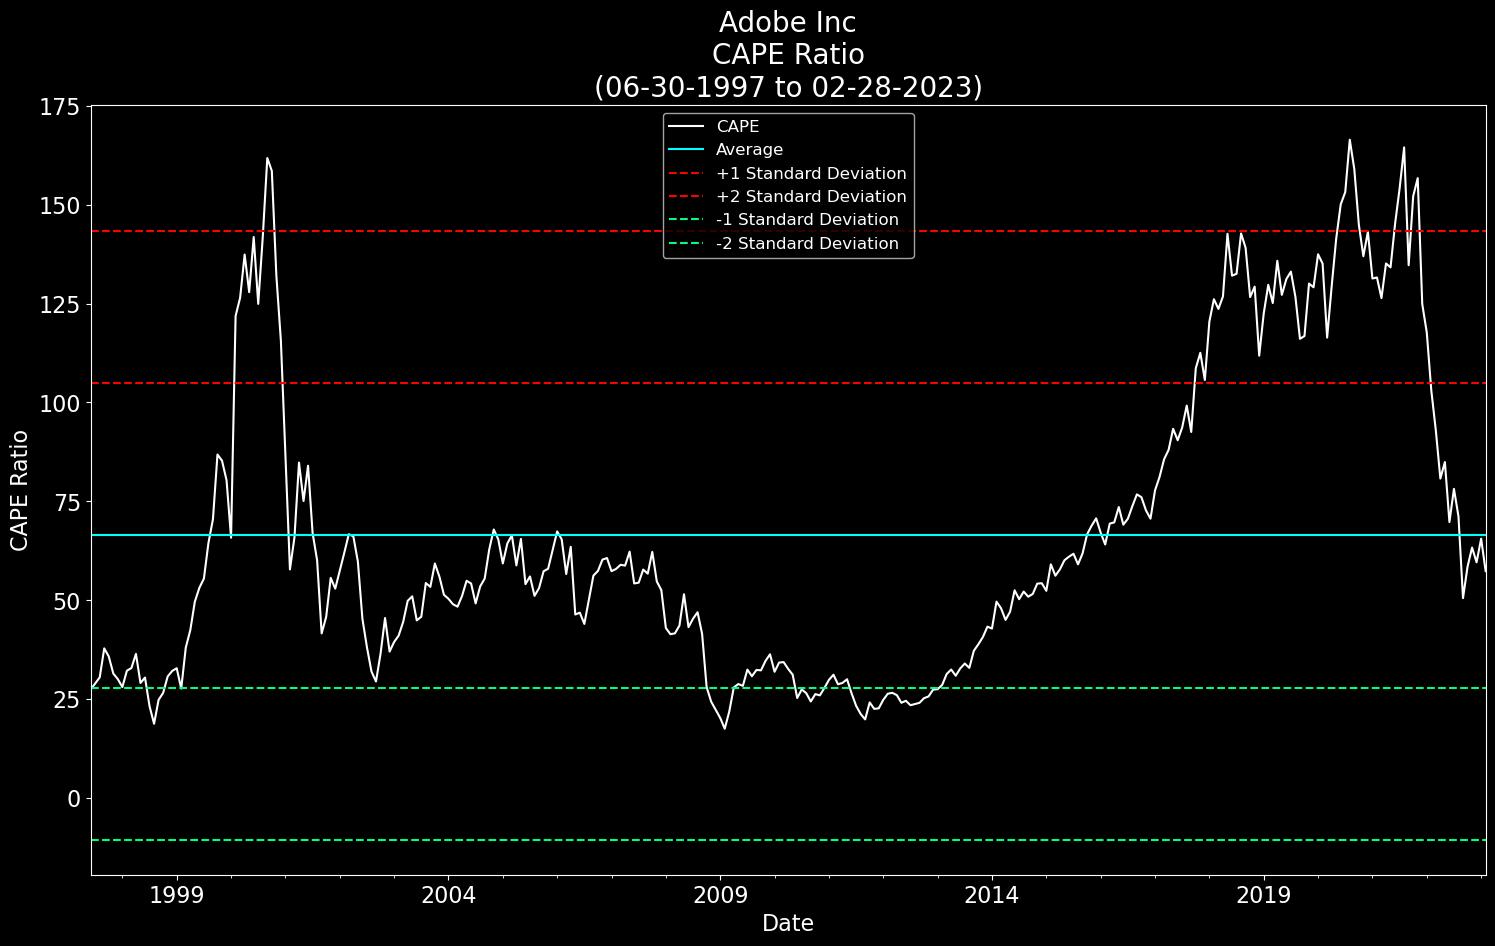 Adobe Inc
CAPE Ratio
(06-30-1997 to 02-28-2023)
CAPE
Average
+1 Standard Deviation
+2 Standard Deviation
-1 Standard Deviation
-2 Standard Deviation
175
150
125
100
75
50
25
0
CAPE Ratio
1999 2004 2009 2014 2019
Date